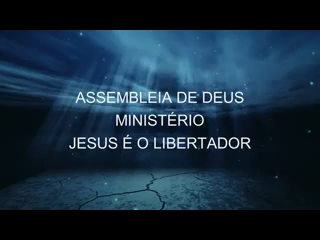 ASSEMBLEIA DE DEUS
MINISTÉRIO
JESUS É O LIBERTADOR